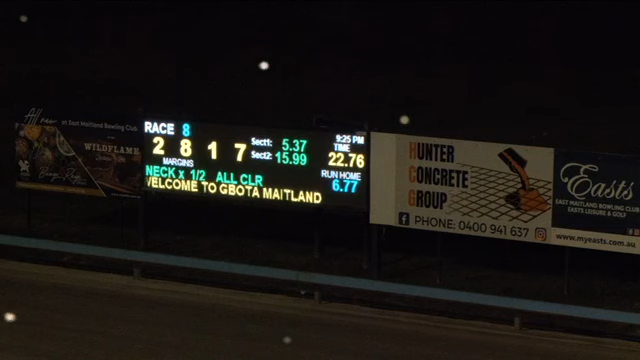 All new at East Maitland Bowling Club
WILDFLAME
RACE 8
2 8 1 7
MARGINS
Sect1: 5.37
Sect2: 15.99
9:25 PM
TIME
22.76
RUN HOME
6.77
NECK x 1/2 ALL CLR
WELCOME TO GBOTA MAITLAND
HUNTER
CONCRETE
GROUP
PHONE: 0400 941 637
Easts
EAST MAITLAND BOWLING CLUB
EASTS LEISURE & GOLF
www.myeasts.com.au